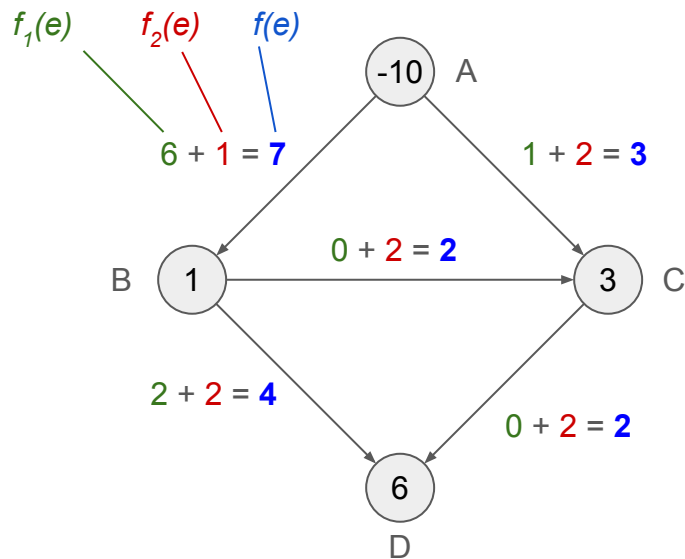 f₁(e) f₂(e) f(e)
-10 A
6 + 1 = 7
1 + 2 = 3
0 + 2 = 2
B 1
3 C
2 + 2 = 4
0 + 2 = 2
6
D